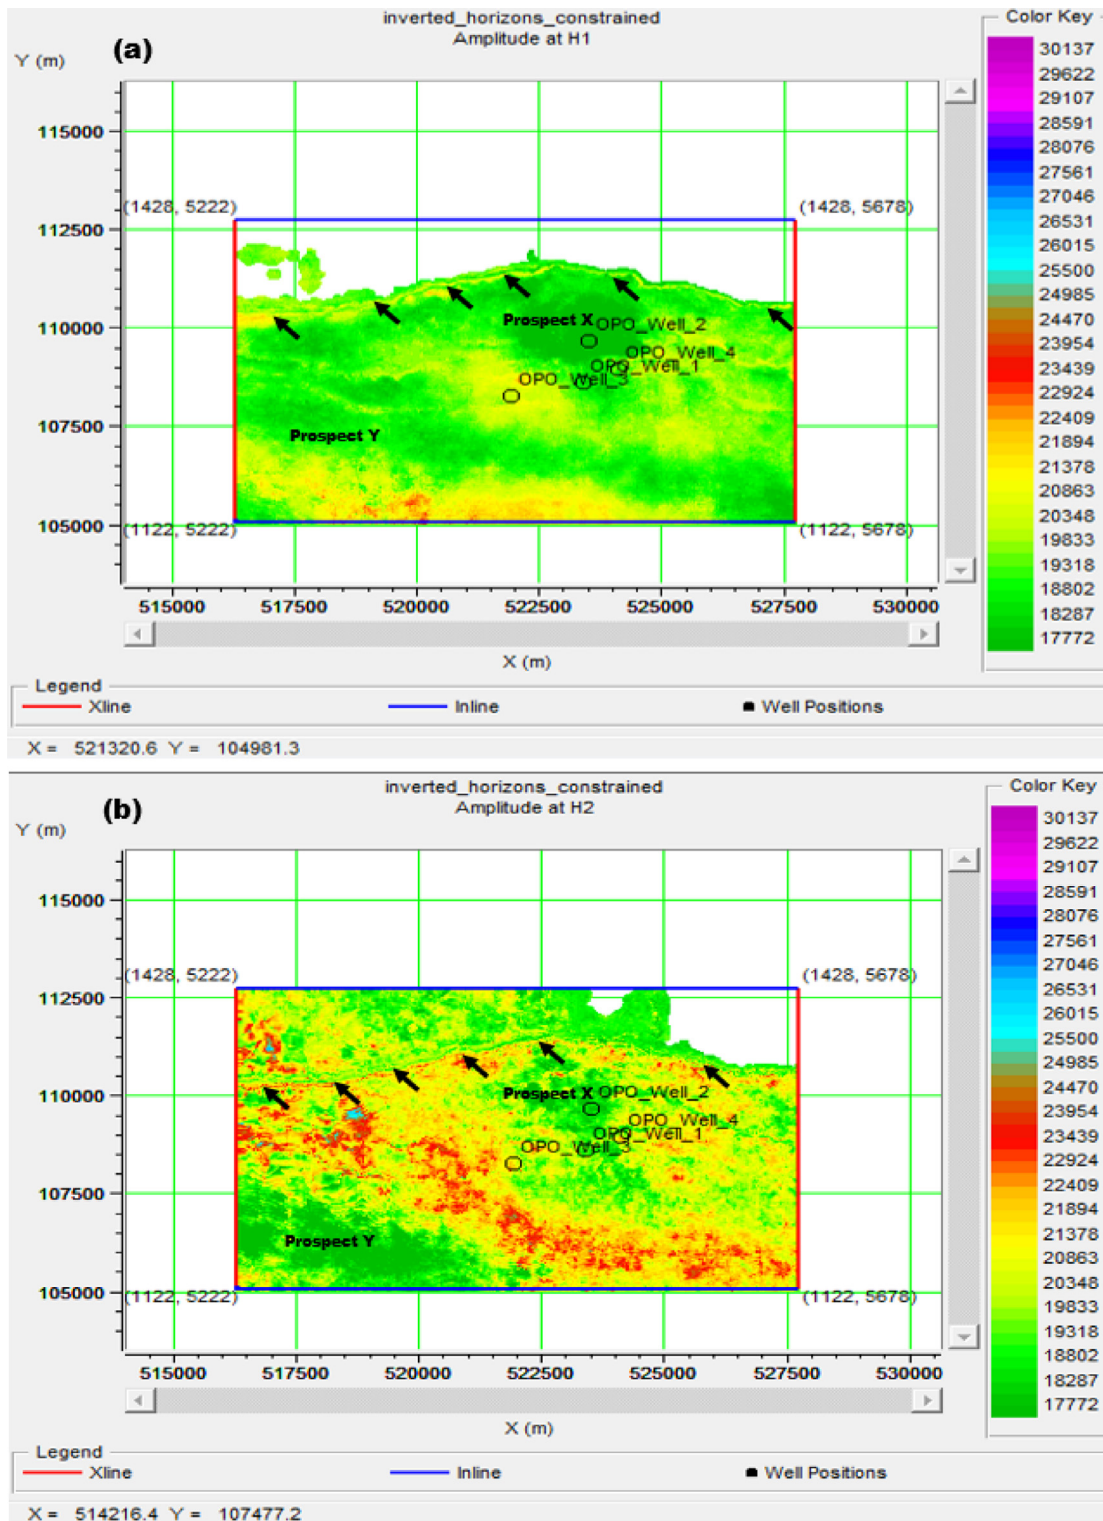 inverted_horizons_constrained
Amplitude at H1
(a)
Y (m)
Color Key
30137
29622
29107
28591
28076
27561
27046
26531
26015
25500
24985
24470
23954
23439
22924
22409
21894
21378
20863
20348
19833
19318
18802
18287
17772
115000
112500
110000
107500
105000
(1428, 5222)
(1428, 5678)
Prospect X
OPO_Well_2
OPO_Well_4
OPO_Well_1
OPO_Well_3
Prospect Y
(1122, 5222)
(1122, 5678)
515000 517500 520000 522500 525000 527500 530000
X (m)
Legend
Xline Inline Well Positions
X = 521320.6 Y = 104981.3
inverted_horizons_constrained
Amplitude at H2
(b)
Y (m)
Color Key
30137
29622
29107
28591
28076
27561
27046
26531
26015
25500
24985
24470
23954
23439
22924
22409
21894
21378
20863
20348
19833
19318
18802
18287
17772
115000
112500
110000
107500
105000
(1428, 5222)
(1428, 5678)
Prospect X
OPO_Well_2
OPO_Well_4
OPO_Well_1
OPO_Well_3
Prospect Y
(1122, 5222)
(1122, 5678)
515000 517500 520000 522500 525000 527500 530000
X (m)
Legend
Xline Inline Well Positions
X = 514216.4 Y = 107477.2